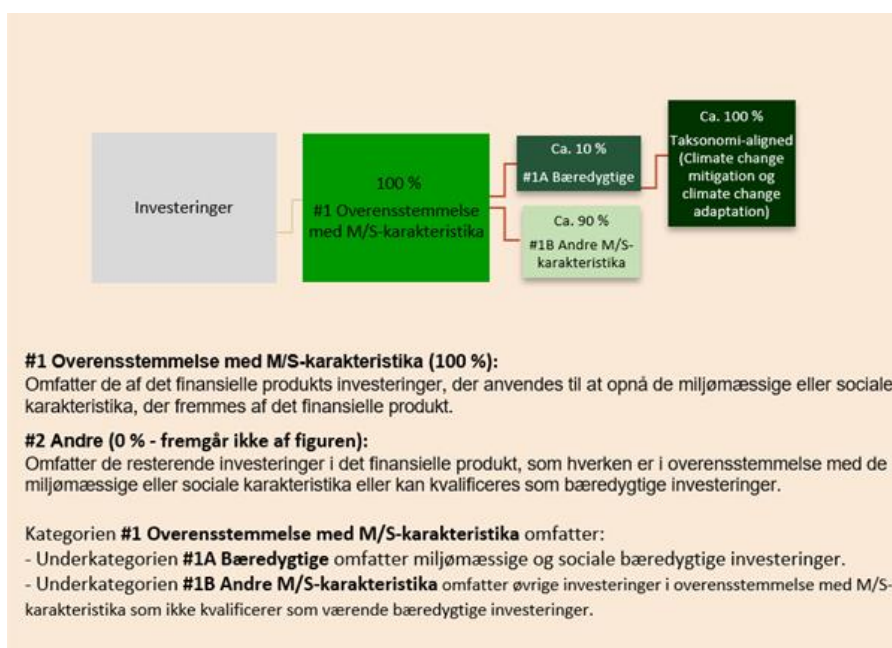 Investeringer
100 %
#1 Overensstemmelse
med M/S-karakteristika
Ca. 10 %
#1A Bæredygtige
Ca. 90 %
#1B Andre M/S-
karakteristika
Ca. 100 %
Taksonomi-aligned
(Climate change
mitigation og
climate change
adaptation)
#1 Overensstemmelse med M/S-karakteristika (100 %):
Omfatter de af det finansielle produkts investeringer, der anvendes til at opnå de miljømæssige eller sociale
karakteristika, der fremmes af det finansielle produkt.
#2 Andre (0 % - fremgår ikke af figuren):
Omfatter de resterende investeringer i det finansielle produkt, som hverken er i overensstemmelse med de
miljømæssige eller sociale karakteristika eller kan kvalificeres som bæredygtige investeringer.
Kategorien #1 Overensstemmelse med M/S-karakteristika omfatter:
- Underkategorien #1A Bæredygtige omfatter miljømæssige og sociale bæredygtige investeringer.
- Underkategorien #1B Andre M/S-karakteristika omfatter øvrige investeringer i overensstemmelse med M/S-
karakteristika som ikke kvalificerer som værende bæredygtige investeringer.